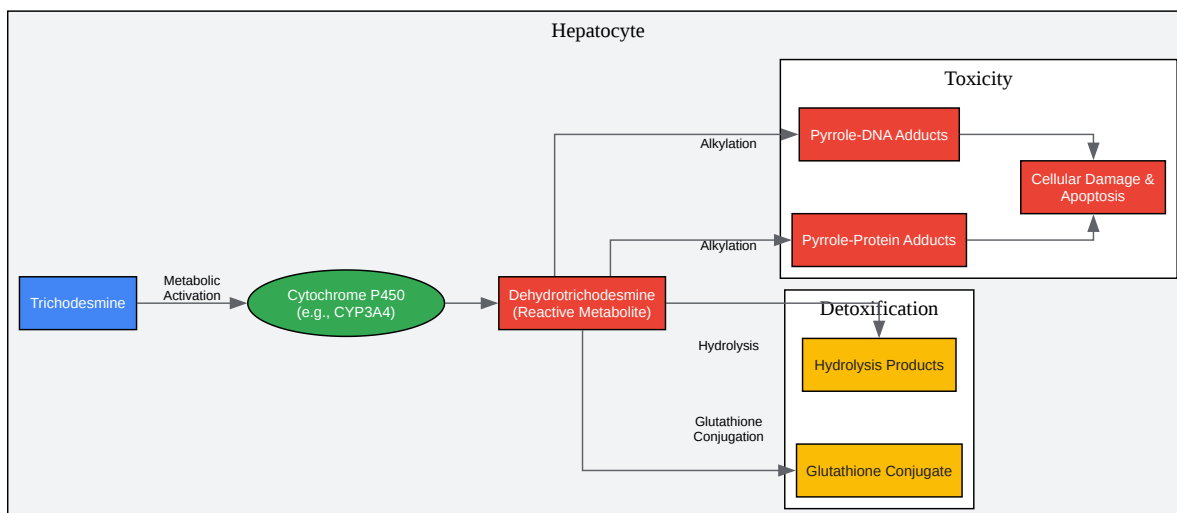 Hepatocyte
Toxicity
Pyrrole-DNA Adducts
Alkylation
Cellular Damage &
Apoptosis
Pyrrole-Protein Adducts
Alkylation
Metabolic
Activation
Trichodesmine
Cytochrome P450
(e.g., CYP3A4)
Dehydrotrichodesmine
(Reactive Metabolite)
Detoxification
Hydrolysis
Hydrolysis Products
Glutathione
Conjugation
Glutathione Conjugate